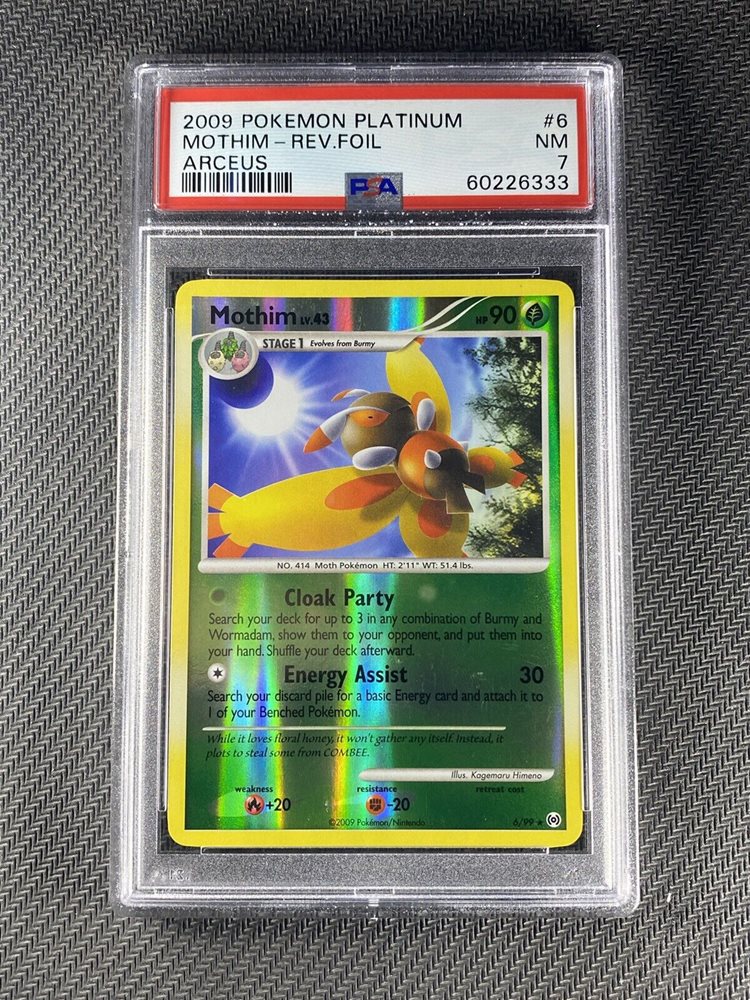 2009 POKEMON PLATINUM #6
MOTHIM - REV.FOIL NM
ARCEUS 7
PSA 60226333
Mothim LV.43 HP 90
STAGE 1 Evolves from Burmy
NO. 414 Moth Pokémon HT: 2'11" WT: 51.4 lbs.
Cloak Party
Search your deck for up to 3 in any combination of Burmy and
Wormadam, show them to your opponent, and put them into
your hand. Shuffle your deck afterward.
Energy Assist 30
Search your discard pile for a basic Energy card and attach it to
1 of your Benched Pokémon.
While it loves floral honey, it won't gather any itself. Instead, it
plots to steal some from COMBEE.
Illus. Kagemaru Himeno
weakness resistance retreat cost
+20 -20
©2009 Pokémon/Nintendo 6/99 ★